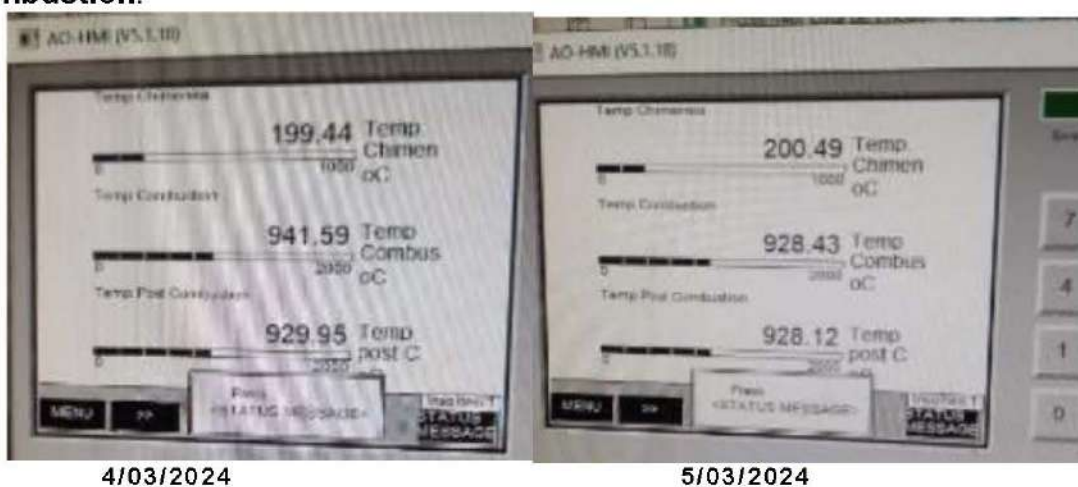 nbustion.
AO-HMI (V5.1.18)
Temp Chimenea
199.44 Temp
Chimen
0 1000 oC
Temp Combustion
941.59 Temp
Combus
0 2000 oC
Temp Post Combustion
929.95 Temp
post C
0 2000
Press
<STATUS MESSAGE>
MENU >> STATUS
MESSAGE
4/03/2024
AO-HMI (V5.1.18)
Temp Chimenea
200.49 Temp
Chimen
0 1000 oC
Temp Combustion
928.43 Temp
Combus
0 2000 oC
Temp Post Combustion
928.12 Temp
post C
0 2000
Press
<STATUS MESSAGE>
MENU >> STATUS
MESSAGE
7
4
1
0
5/03/2024